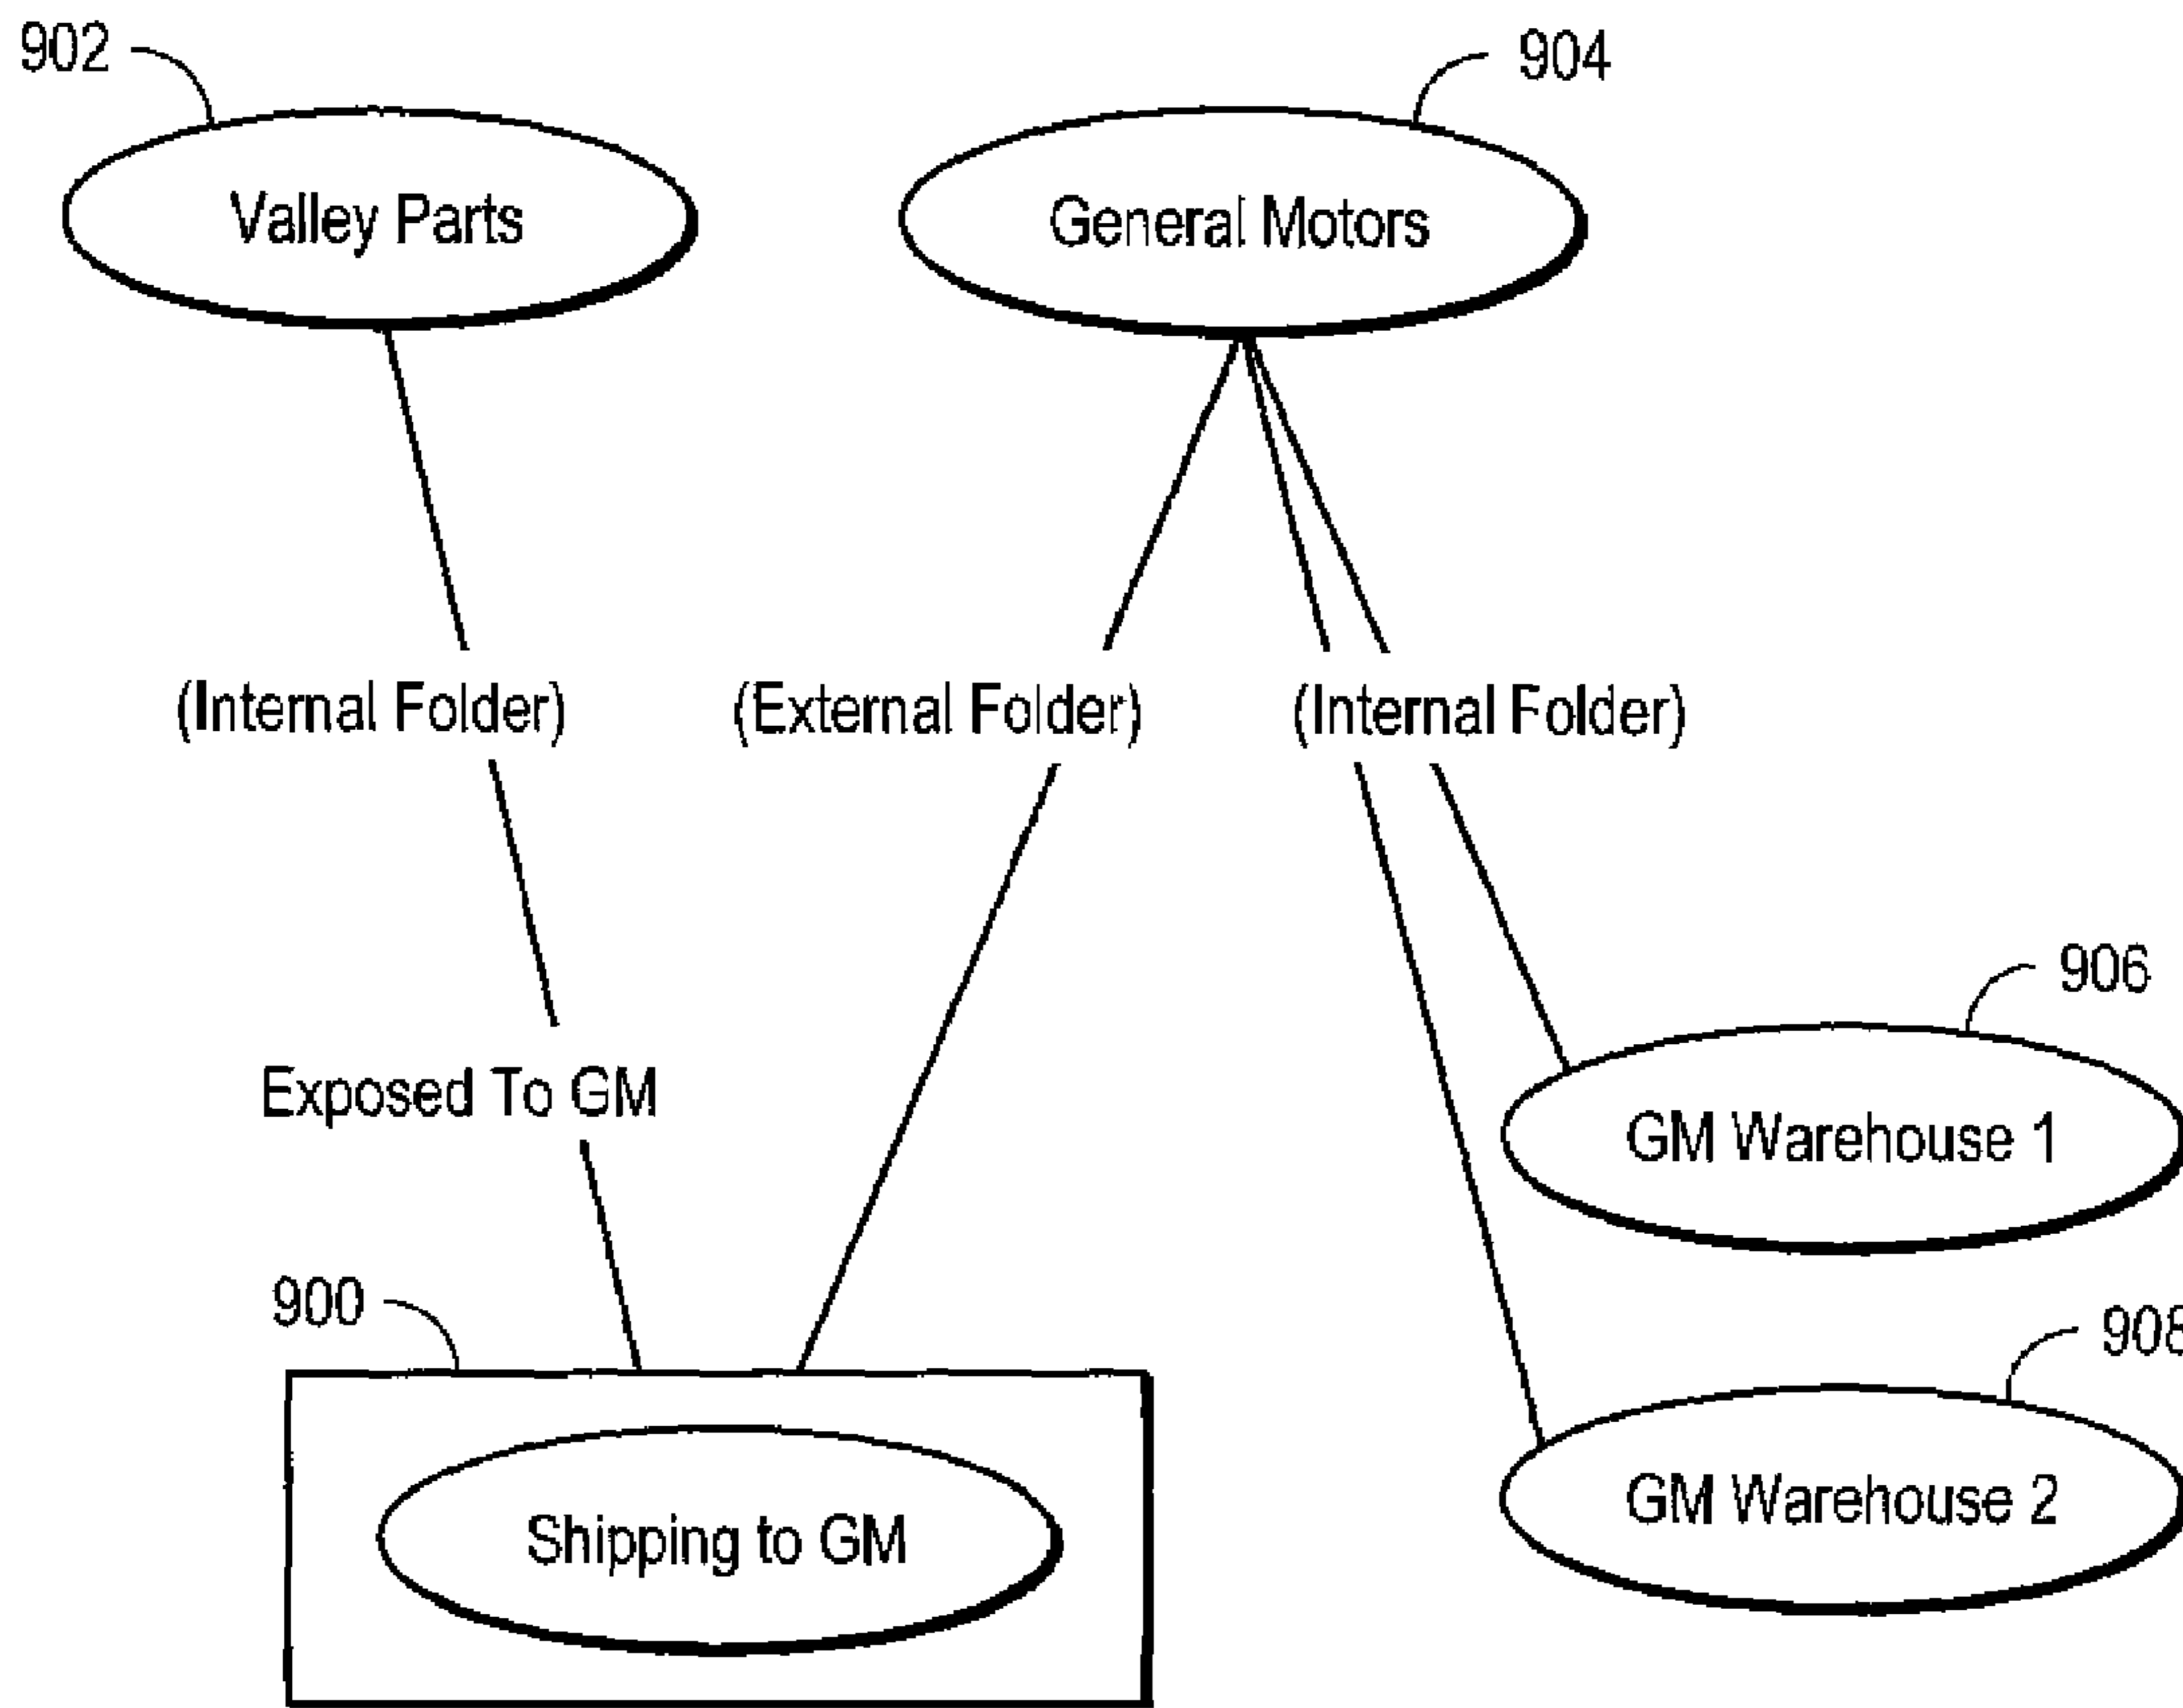 902
904
Valley Parts
General Motors
(Internal Folder)
(External Folder)
(Internal Folder)
906
Exposed To GM
GM Warehouse 1
900
908
GM Warehouse 2
Shipping to GM